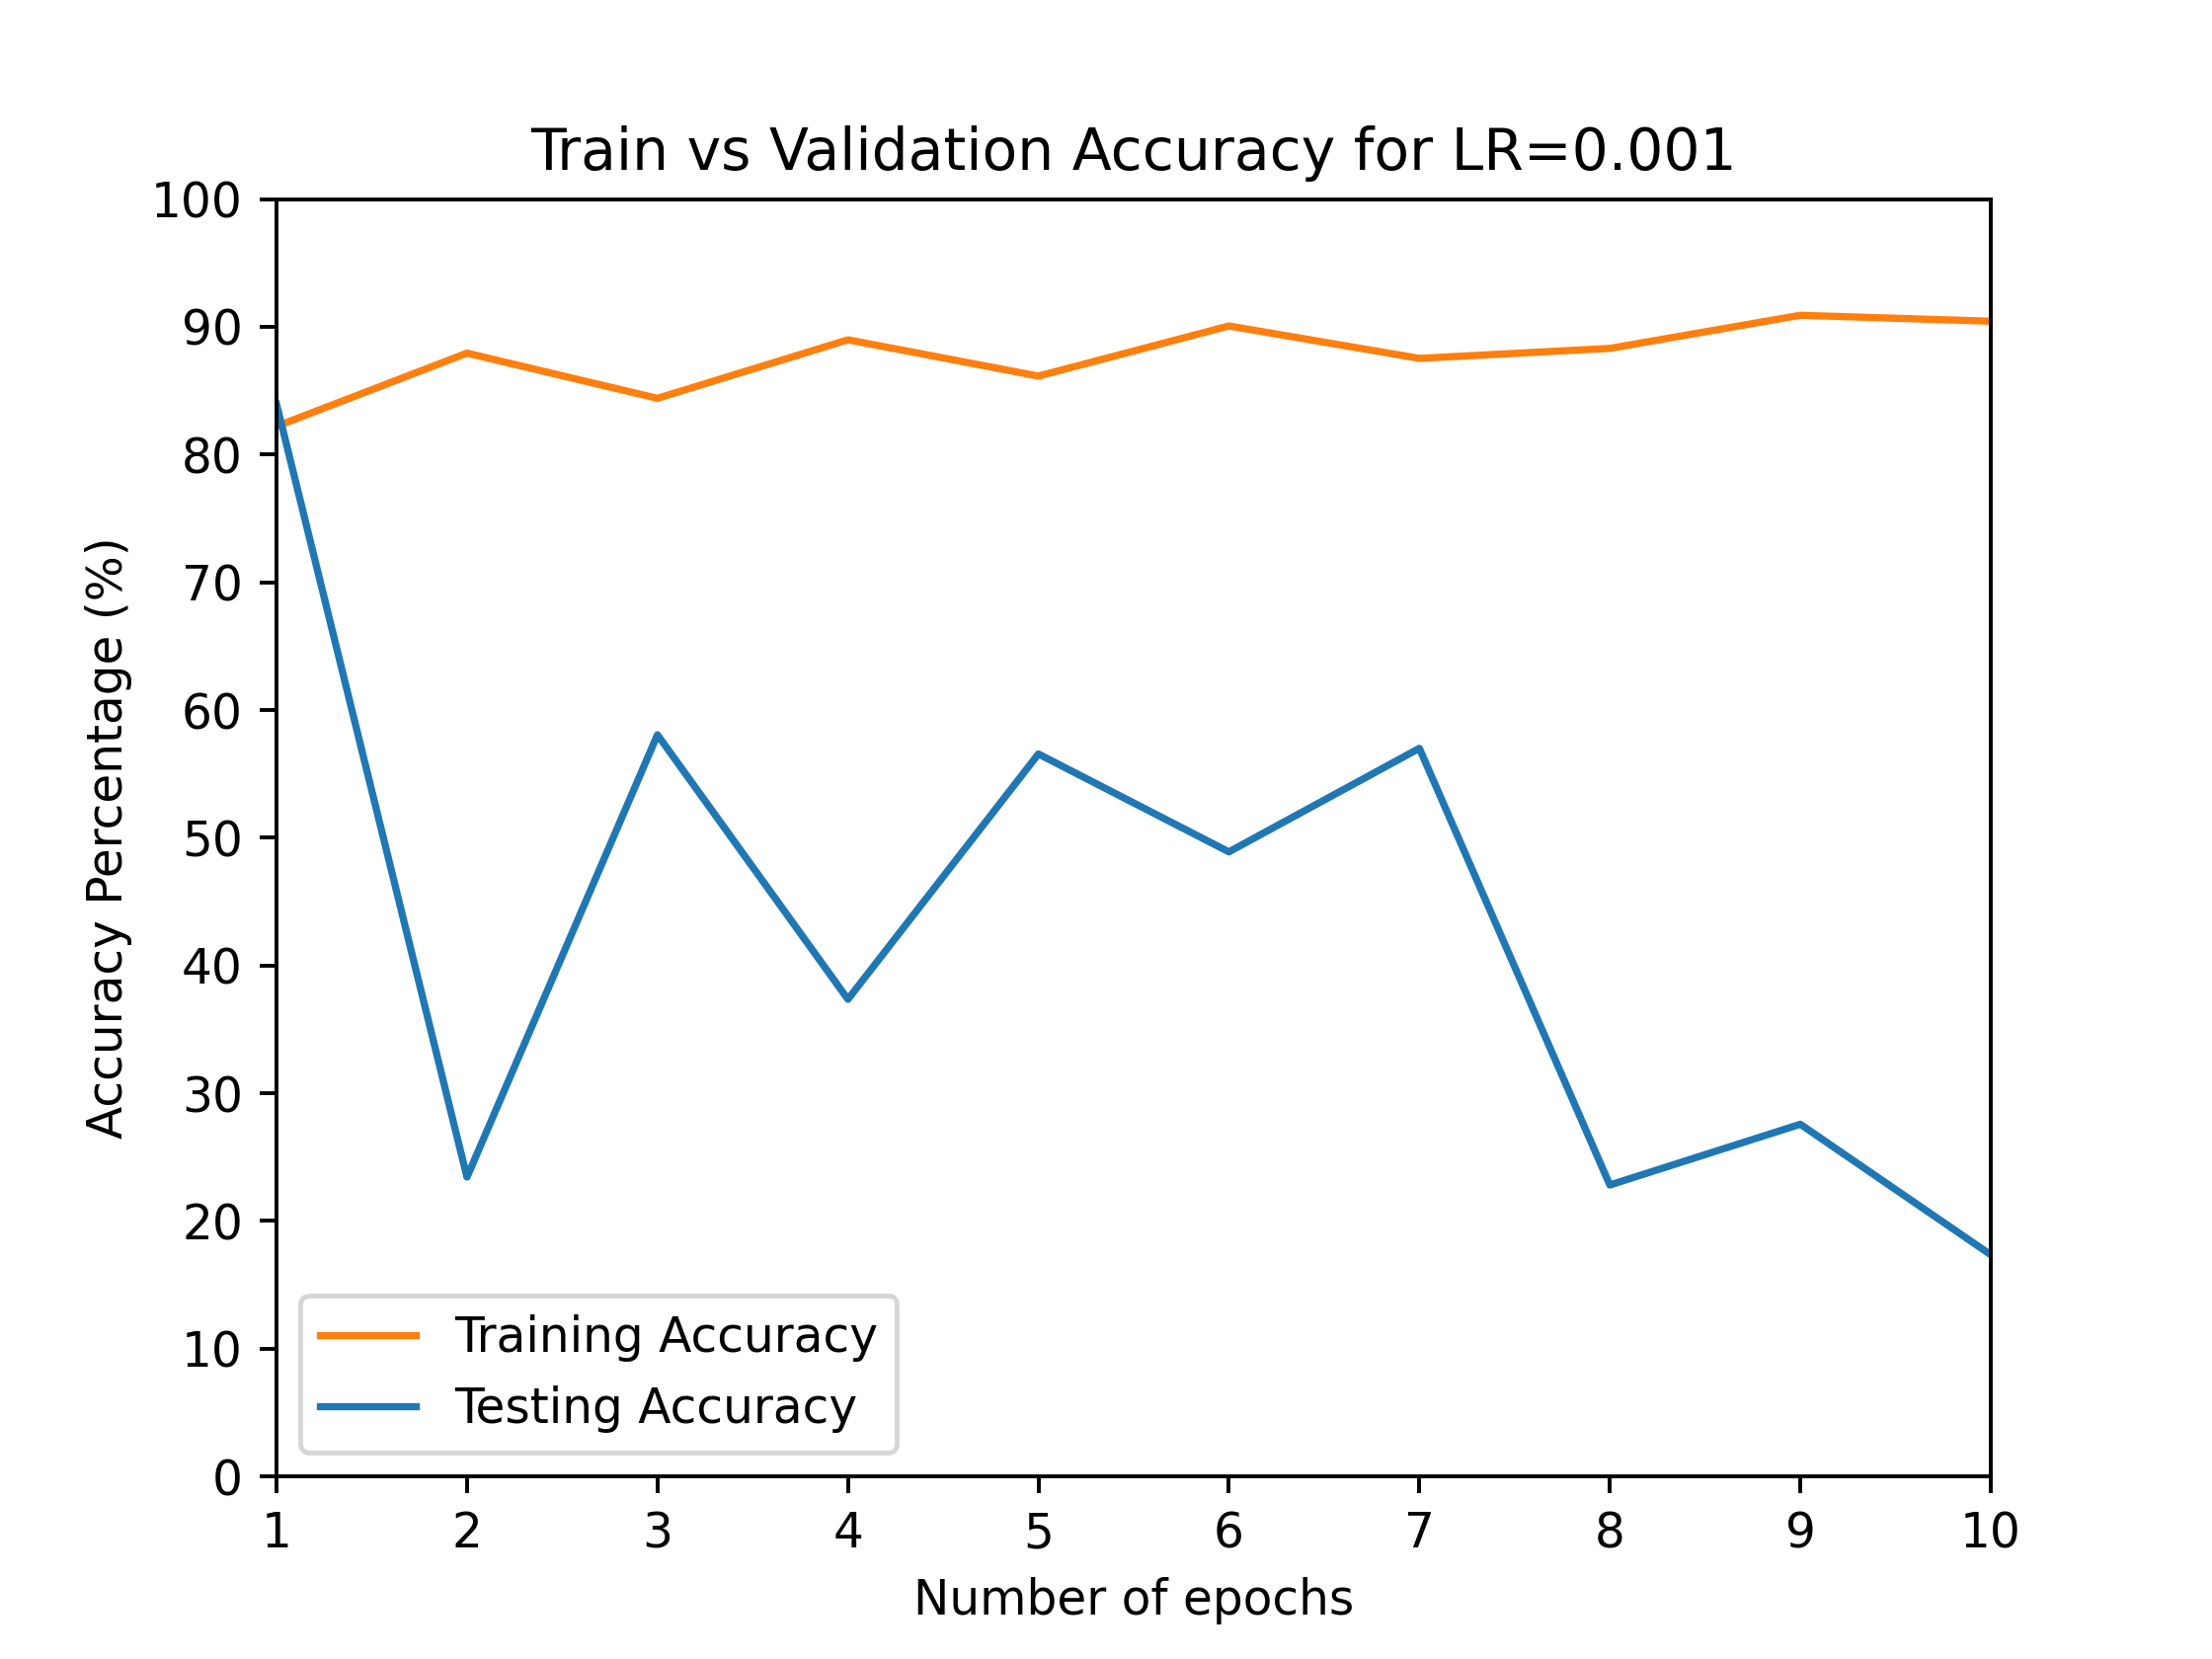 Train vs Validation Accuracy for LR=0.001
100
90
80
70
60
50
40
30
20
10
0
Accuracy Percentage (%)
Training Accuracy
Testing Accuracy
1 2 3 4 5 6 7 8 9 10
Number of epochs